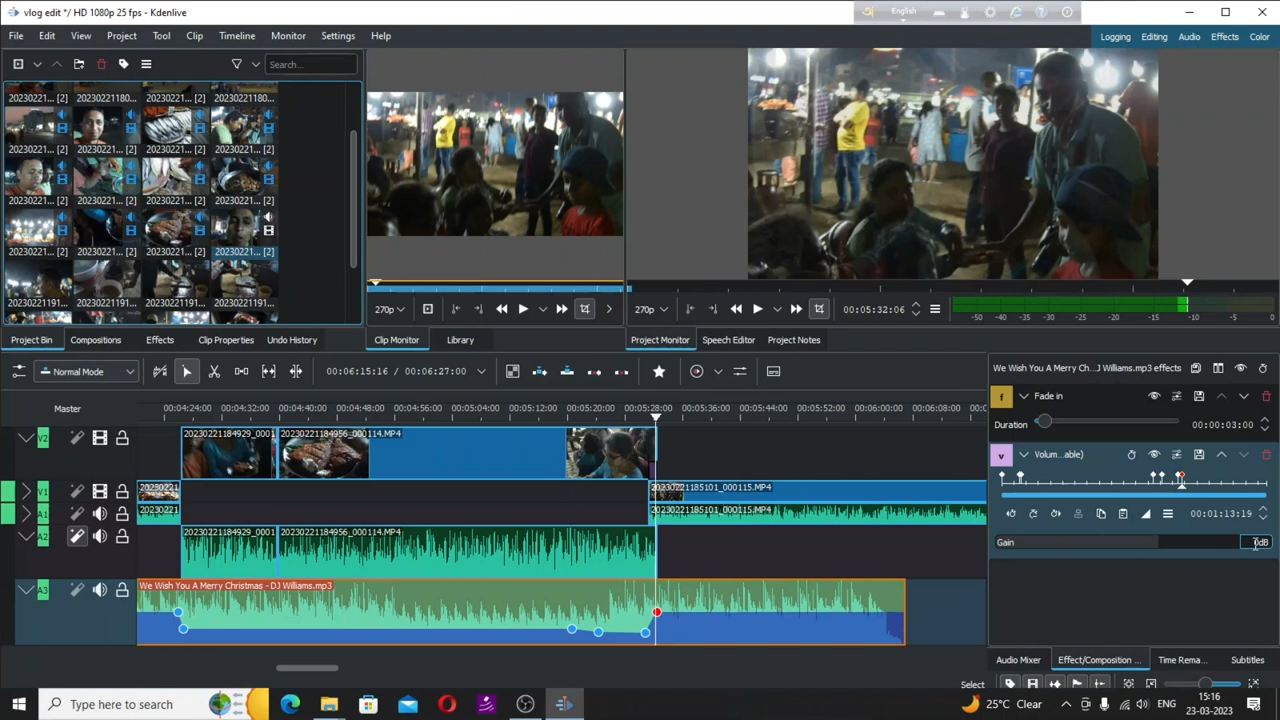 vlog edit */ HD 1080p 25 fps - Kdenlive
English
File Edit View Project Tool Clip Timeline Monitor Settings Help
Logging Editing Audio Effects Color
Search...
20230221... [2] 20230221180... 20230221... [2] 20230221180...
20230221... [2] 20230221... [2] 20230221... [2] 20230221... [2]
20230221... [2] 20230221... [2] 20230221... [2] 20230221... [2]
20230221... [2] 20230221... [2] 20230221... [2] 20230221... [2]
20230221191... 20230221191... 20230221191... 20230221191...
270p
270p
00:05:32:06
-50 -40 -30 -25 -20 -15 -10 -5 0
Project Bin Compositions Effects Clip Properties Undo History
Clip Monitor Library
Project Monitor Speech Editor Project Notes
Normal Mode
00:06:15:16 / 00:06:27:00
We Wish You A Merry Ch...J Williams.mp3 effects
f Fade in
Duration 00:00:03:00
v Volum...able)
00:01:13:19
Gain 0dB
Master
00:04:24:00 00:04:32:00 00:04:40:00 00:04:48:00 00:04:56:00 00:05:04:00 00:05:12:00 00:05:20:00 00:05:28:00 00:05:36:00 00:05:44:00 00:05:52:00 00:06:00:00 00:06:08:00
V2
20230221184929_0001 20230221184956_000114.MP4
V1
20230221 20230221185101_000115.MP4
A1
20230221 20230221185101_000115.MP4
A2
20230221184929_0001 20230221184956_000114.MP4
A3
We Wish You A Merry Christmas - DJ Williams.mp3
Audio Mixer Effect/Composition ... Time Rema... Subtitles
Select
Type here to search
25°C Clear
ENG
15:16
23-03-2023